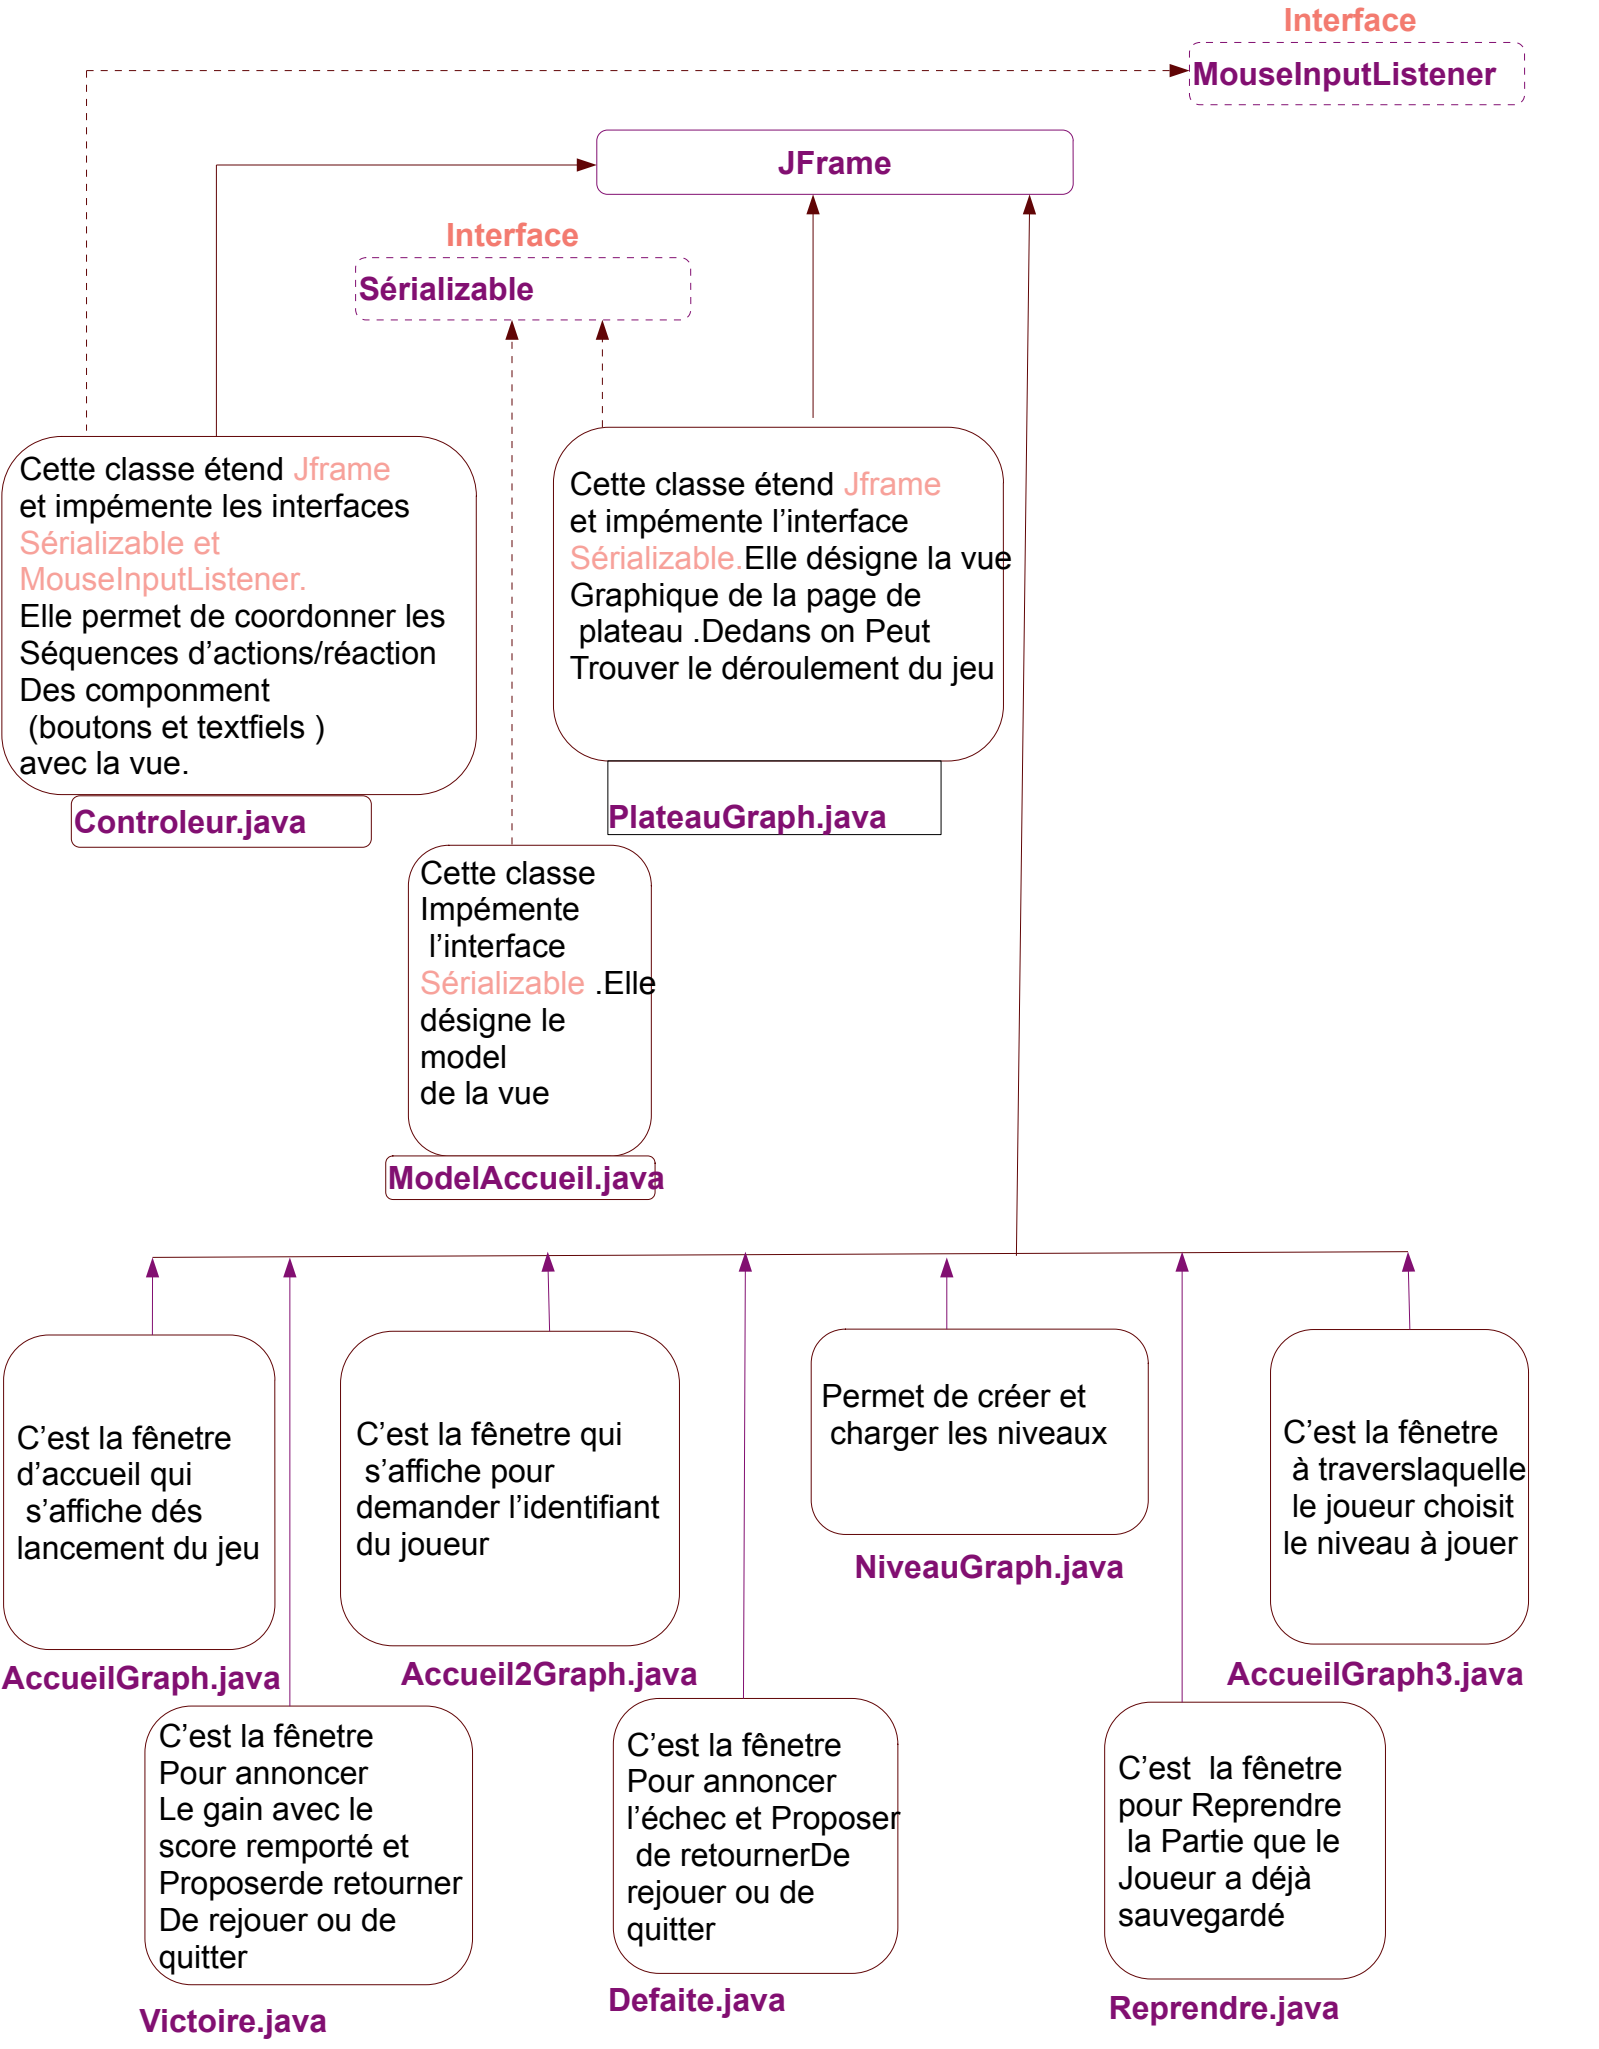 Interface
MouseInputListener
JFrame
Interface
Sérializable
Cette classe étend Jframe
et impémente les interfaces
Sérializable et
MouseInputListener.
Elle permet de coordonner les
Séquences d’actions/réaction
Des componment
(boutons et textfiels )
avec la vue.
Controleur.java
Cette classe étend Jframe
et impémente l’interface
Sérializable.Elle désigne la vue
Graphique de la page de
plateau .Dedans on Peut
Trouver le déroulement du jeu
PlateauGraph.java
Cette classe
Impémente
l’interface
Sérializable .Elle
désigne le
model
de la vue
ModelAccueil.java
C’est la fênetre
d’accueil qui
s’affiche dés
lancement du jeu
AccueilGraph.java
C’est la fênetre qui
s’affiche pour
demander l’identifiant
du joueur
Accueil2Graph.java
Permet de créer et
charger les niveaux
NiveauGraph.java
C’est la fênetre
à traverslaquelle
le joueur choisit
le niveau à jouer
AccueilGraph3.java
C’est la fênetre
Pour annoncer
Le gain avec le
score remporté et
Proposerde retourner
De rejouer ou de
quitter
Victoire.java
C’est la fênetre
Pour annoncer
l’échec et Proposer
de retournerDe
rejouer ou de
quitter
Defaite.java
C’est  la fênetre
pour Reprendre
la Partie que le
Joueur a déjà
sauvegardé
Reprendre.java